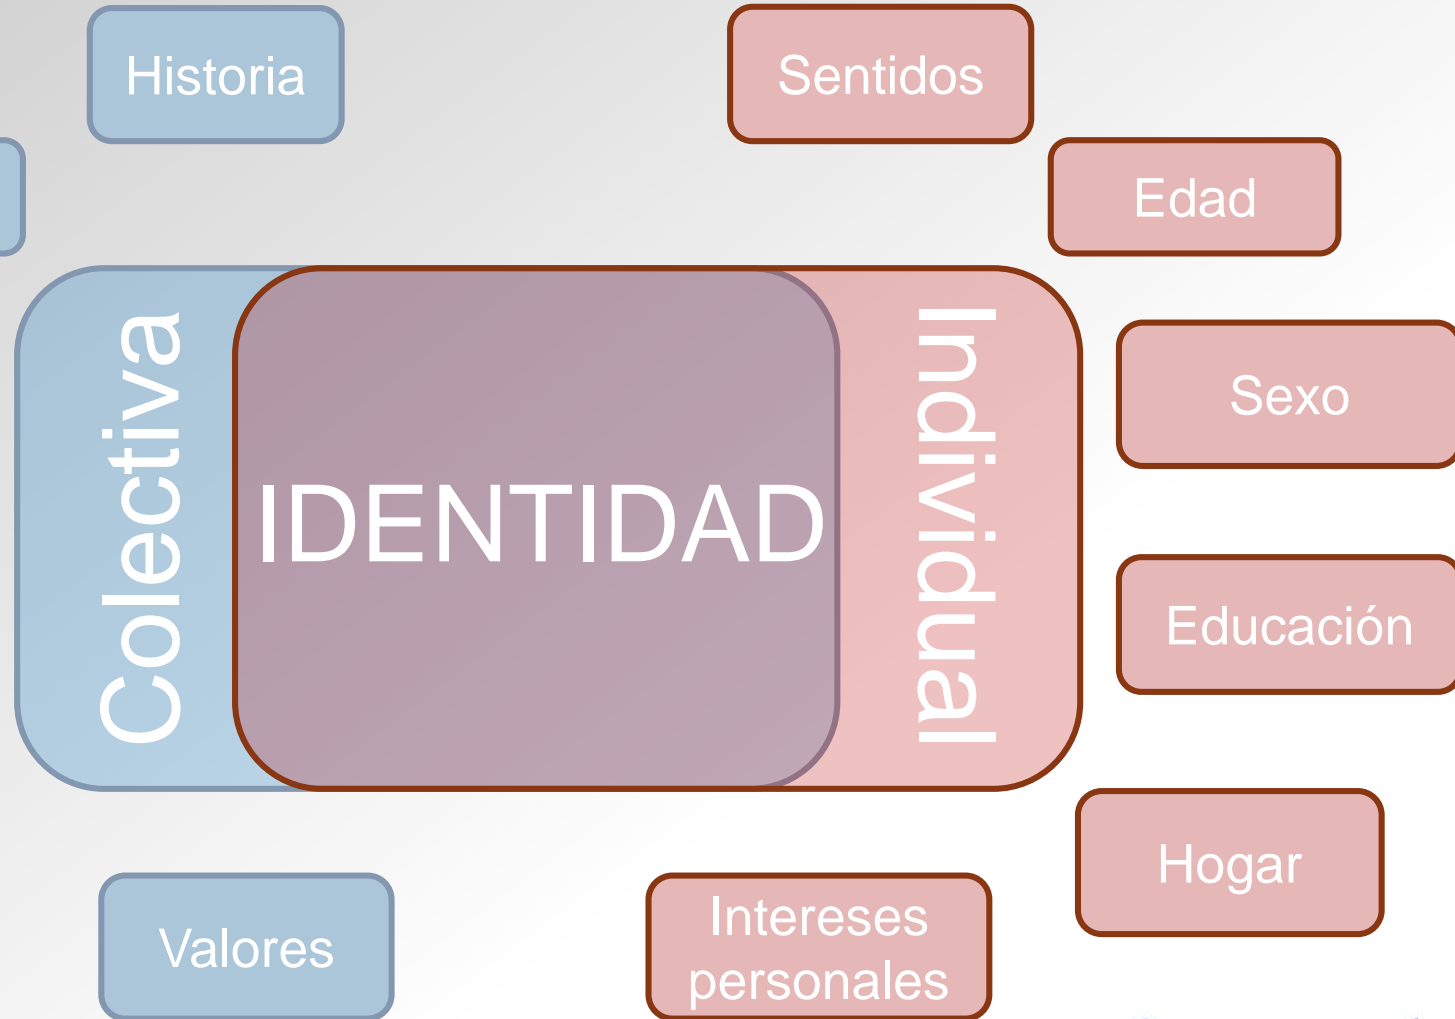 Historia
Sentidos
Edad
Colectiva
IDENTIDAD
Individual
Sexo
Educación
Hogar
Valores
Intereses
personales